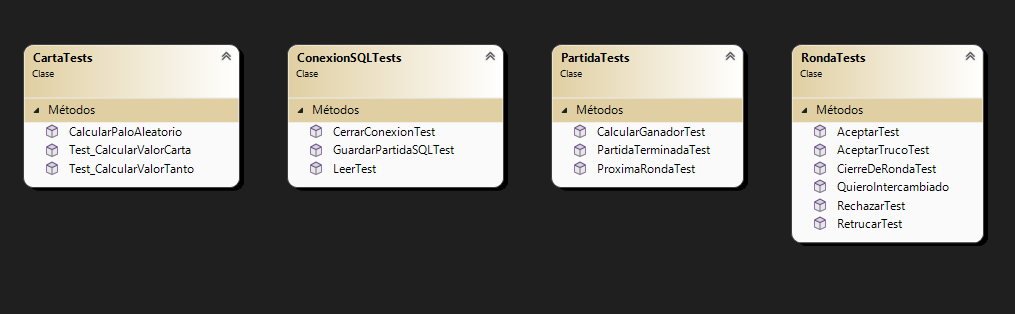 CartaTests
Clase
Métodos
CalcularPaloAleatorio
Test_CalcularValorCarta
Test_CalcularValorTanto
ConexionSQLTests
Clase
Métodos
CerrarConexionTest
GuardarPartidaSQLTest
LeerTest
PartidaTests
Clase
Métodos
CalcularGanadorTest
PartidaTerminadaTest
ProximaRondaTest
RondaTests
Clase
Métodos
AceptarTest
AceptarTrucoTest
CierreDeRondaTest
QuieroIntercambiado
RechazarTest
RetrucarTest